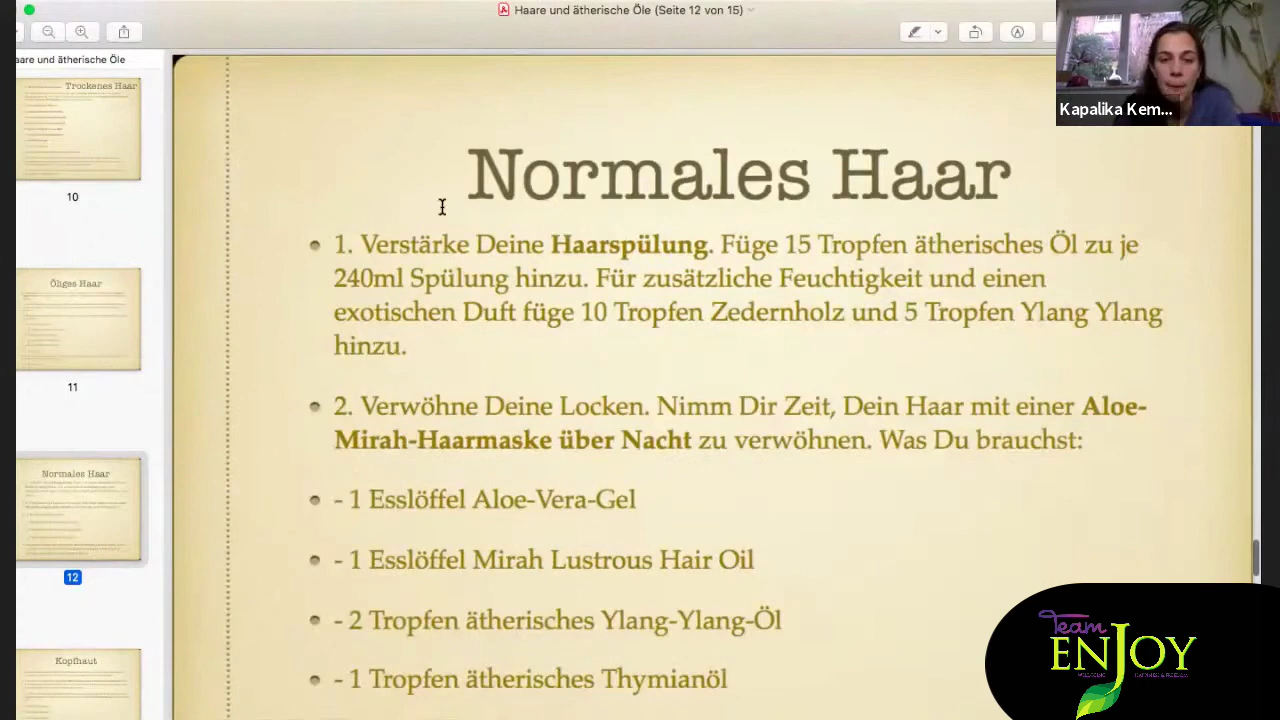 Haare und ätherische Öle (Seite 12 von 15)
aare und ätherische Öle
Trockenes Haar
10
Öliges Haar
11
Normales Haar
12
Kopfhaut
Kapalika Kem...
Normales Haar
1. Verstärke Deine Haarspülung. Füge 15 Tropfen ätherisches Öl zu je
240ml Spülung hinzu. Für zusätzliche Feuchtigkeit und einen
exotischen Duft füge 10 Tropfen Zedernholz und 5 Tropfen Ylang Ylang
hinzu.
2. Verwöhne Deine Locken. Nimm Dir Zeit, Dein Haar mit einer Aloe-
Mirah-Haarmaske über Nacht zu verwöhnen. Was Du brauchst:
- 1 Esslöffel Aloe-Vera-Gel
- 1 Esslöffel Mirah Lustrous Hair Oil
- 2 Tropfen ätherisches Ylang-Ylang-Öl
- 1 Tropfen ätherisches Thymianöl
Team
ENJOY